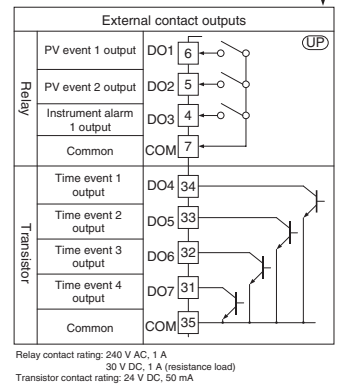 External contact outputs
UP
Relay
PV event 1 output DO1 6
PV event 2 output DO2 5
Instrument alarm
1 output DO3 4
Common COM 7
Transistor
Time event 1
output DO4 34
Time event 2
output DO5 33
Time event 3
output DO6 32
Time event 4
output DO7 31
Common COM 35
Relay contact rating: 240 V AC, 1 A
30 V DC, 1 A (resistance load)
Transistor contact rating: 24 V DC, 50 mA